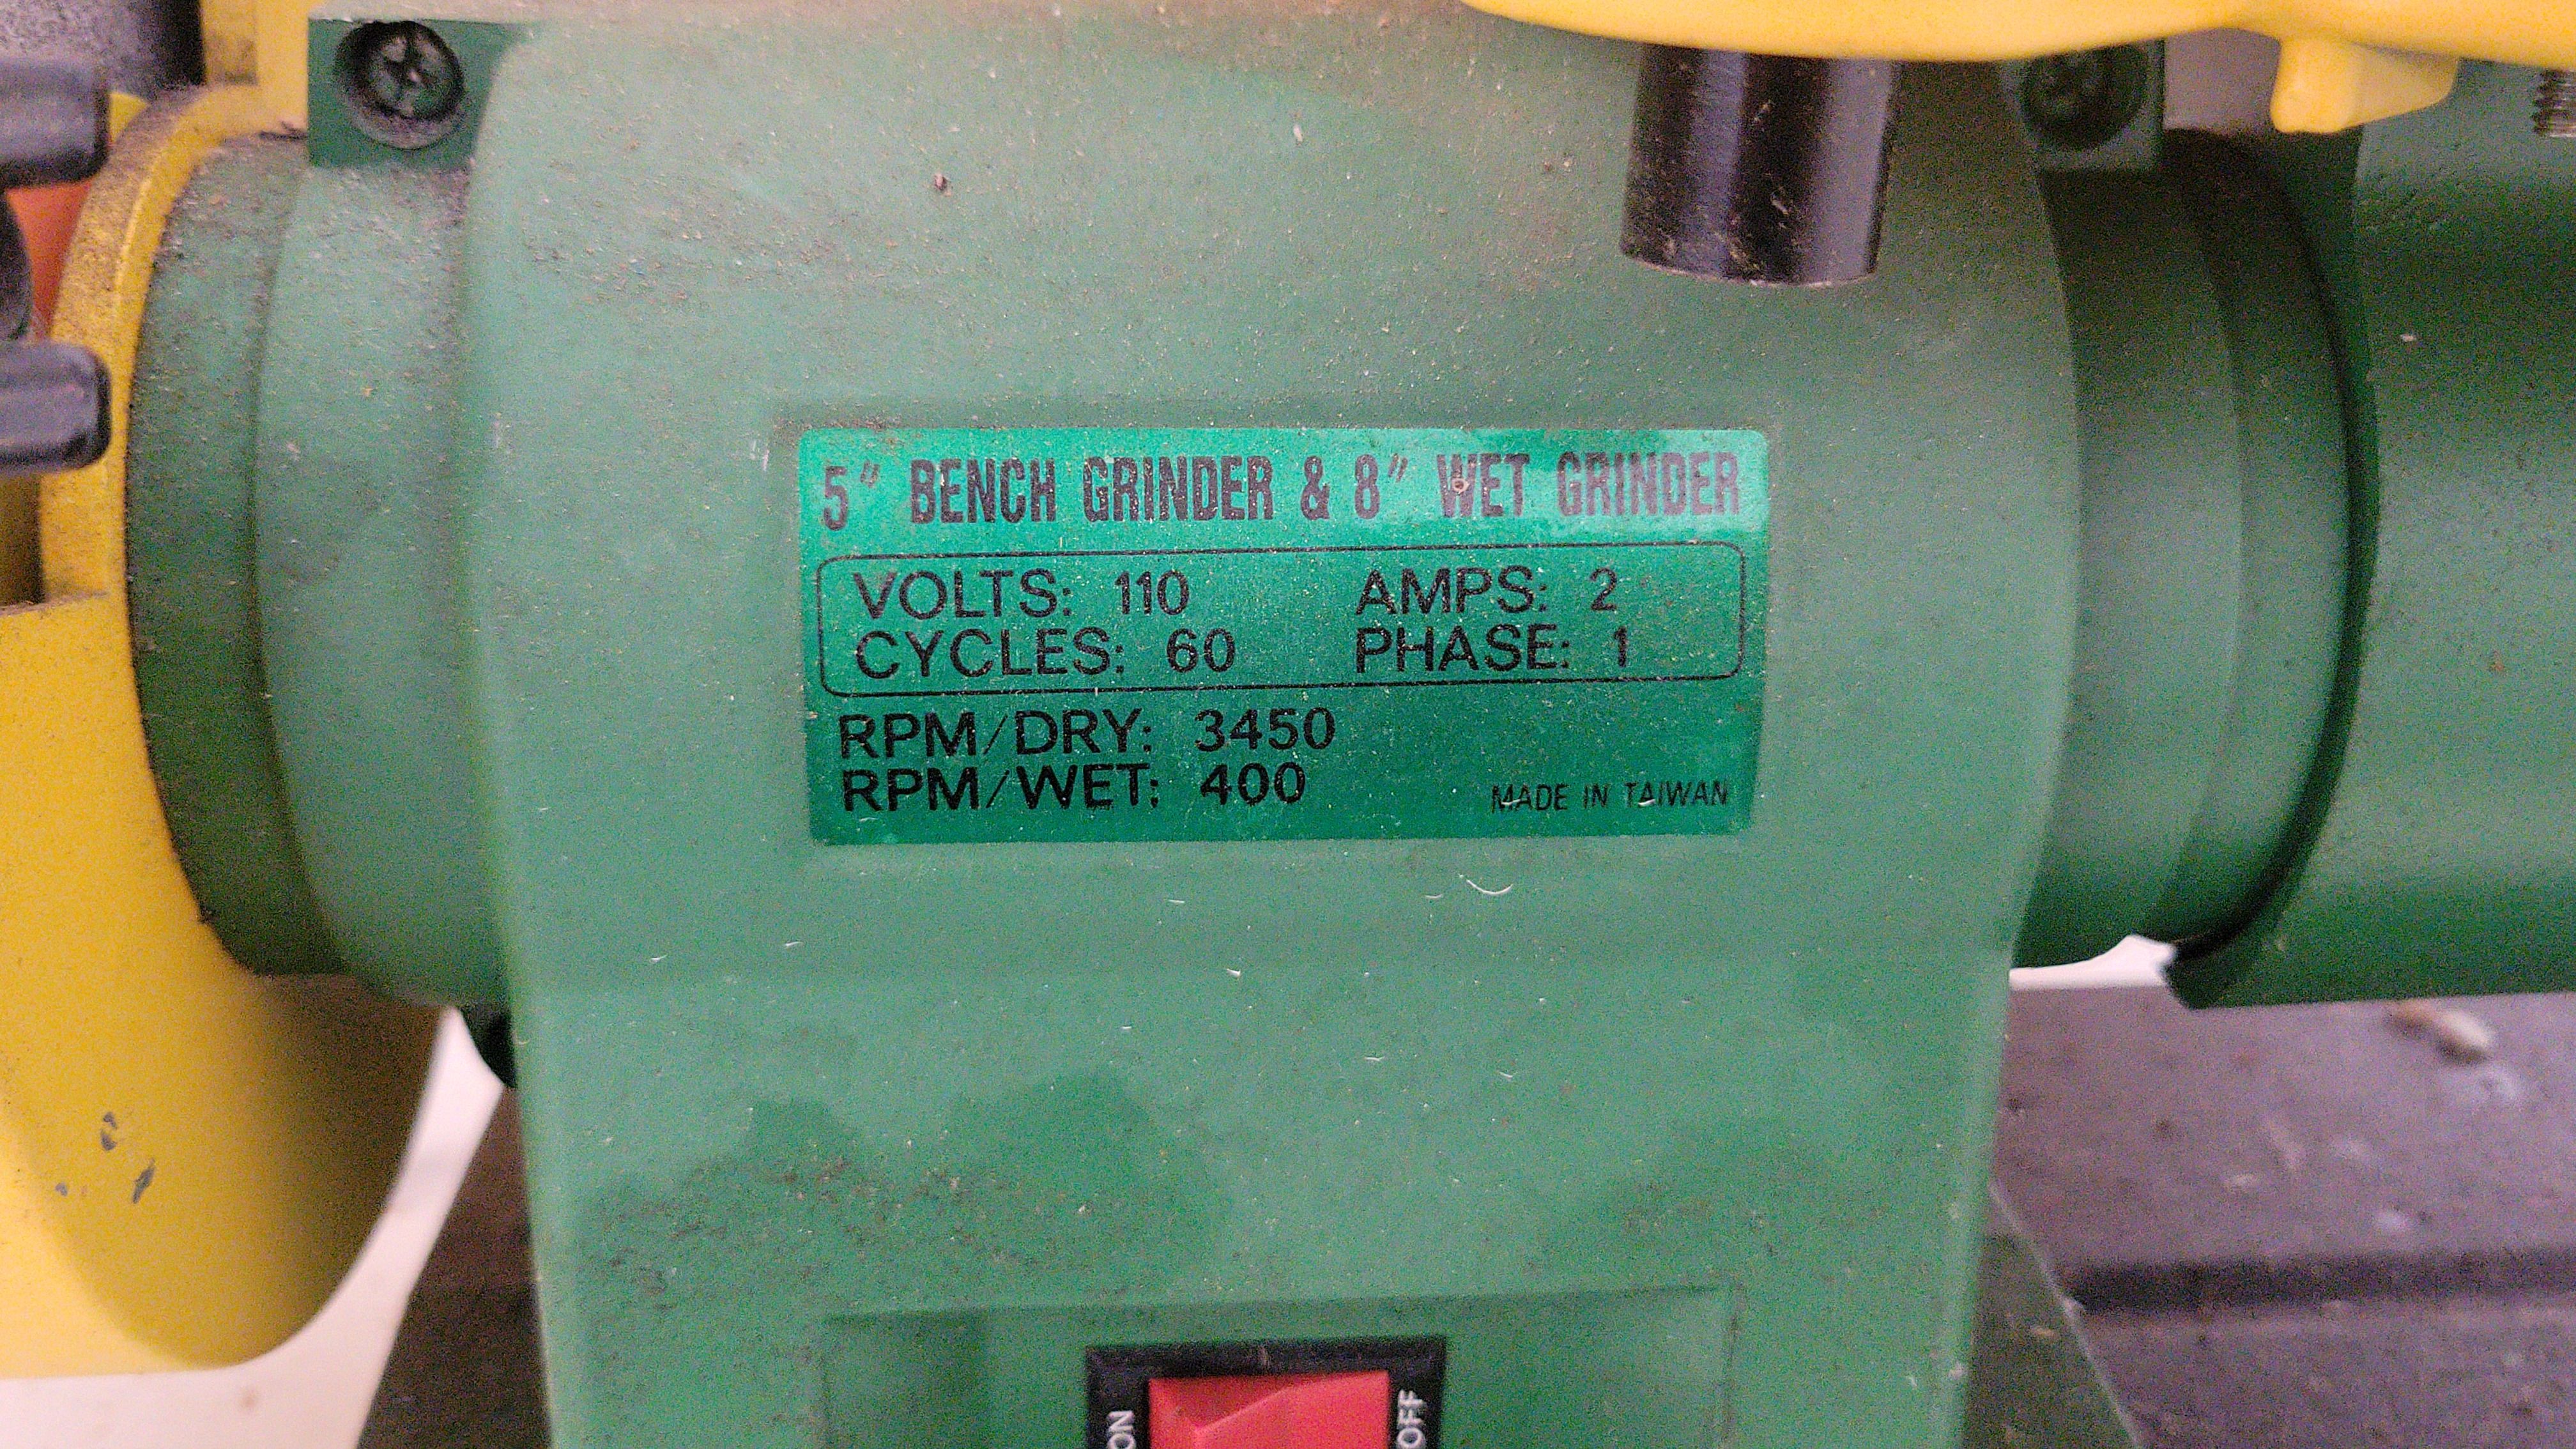 5" BENCH GRINDER & 8" WET GRINDER
VOLTS: 110 AMPS: 2
CYCLES: 60 PHASE: 1
RPM/DRY: 3450
RPM/WET: 400
MADE IN TAIWAN
ON OFF